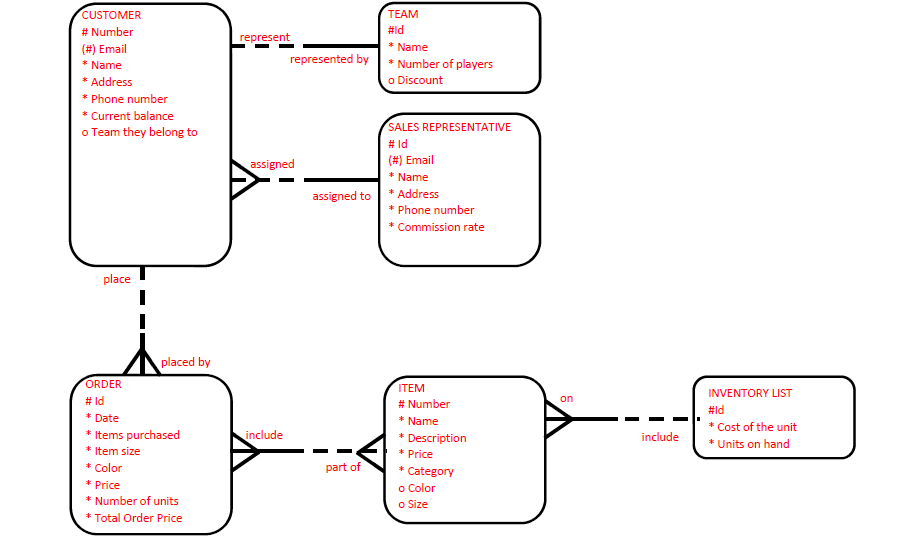 CUSTOMER
# Number
(#) Email
* Name
* Address
* Phone number
* Current balance
o Team they belong to
represent
represented by
TEAM
#Id
* Name
* Number of players
o Discount
assigned
assigned to
SALES REPRESENTATIVE
# Id
(#) Email
* Name
* Address
* Phone number
* Commission rate
place
placed by
ORDER
# Id
* Date
* Items purchased
* Item size
* Color
* Price
* Number of units
* Total Order Price
include
part of
ITEM
# Number
* Name
* Description
* Price
* Category
o Color
o Size
on
include
INVENTORY LIST
#Id
* Cost of the unit
* Units on hand